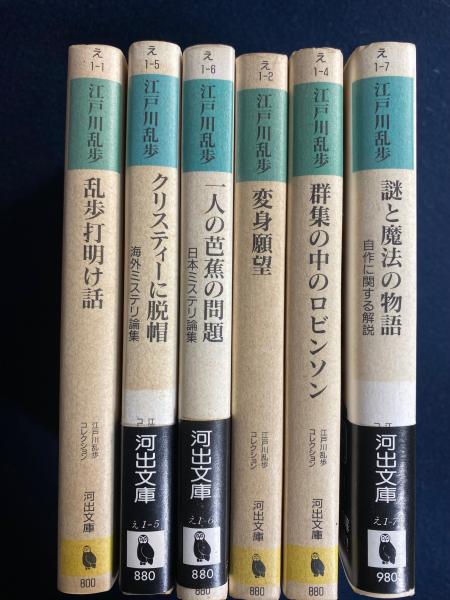 え
1-1
江戸川乱歩
乱歩打明け話
江戸川乱歩
コレクション
河出文庫
800
え
1-5
江戸川乱歩
クリスティーに脱帽
海外ミステリ論集
江
コ
河出文庫
え1-5
880
え
1-6
江戸川乱歩
一人の芭蕉の問題
日本ミステリ論集
河出文庫
え1-6
880
え
1-2
江戸川乱歩
変身願望
江戸川乱歩
コレクション
河出文庫
880
え
1-4
江戸川乱歩
群集の中のロビンソン
江戸川乱歩
コレクション
河出文庫
880
え
1-7
江戸川乱歩
謎と魔法の物語
自作に関する解説
河出文庫
え1-7
980